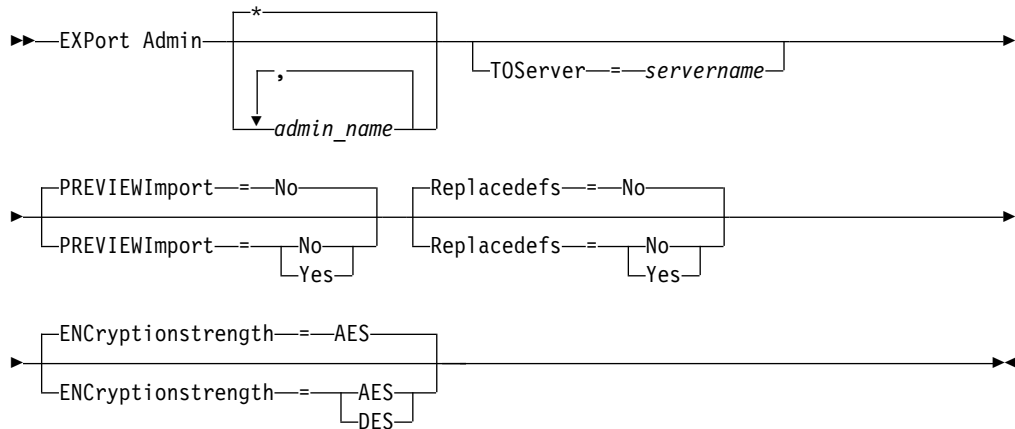 *
EXPort Admin
,
admin_name
TOServer = servername
PREVIEWImport = No
PREVIEWImport = No
Yes
Replacedefs = No
Replacedefs = No
Yes
ENCryptionstrength = AES
ENCryptionstrength = AES
DES